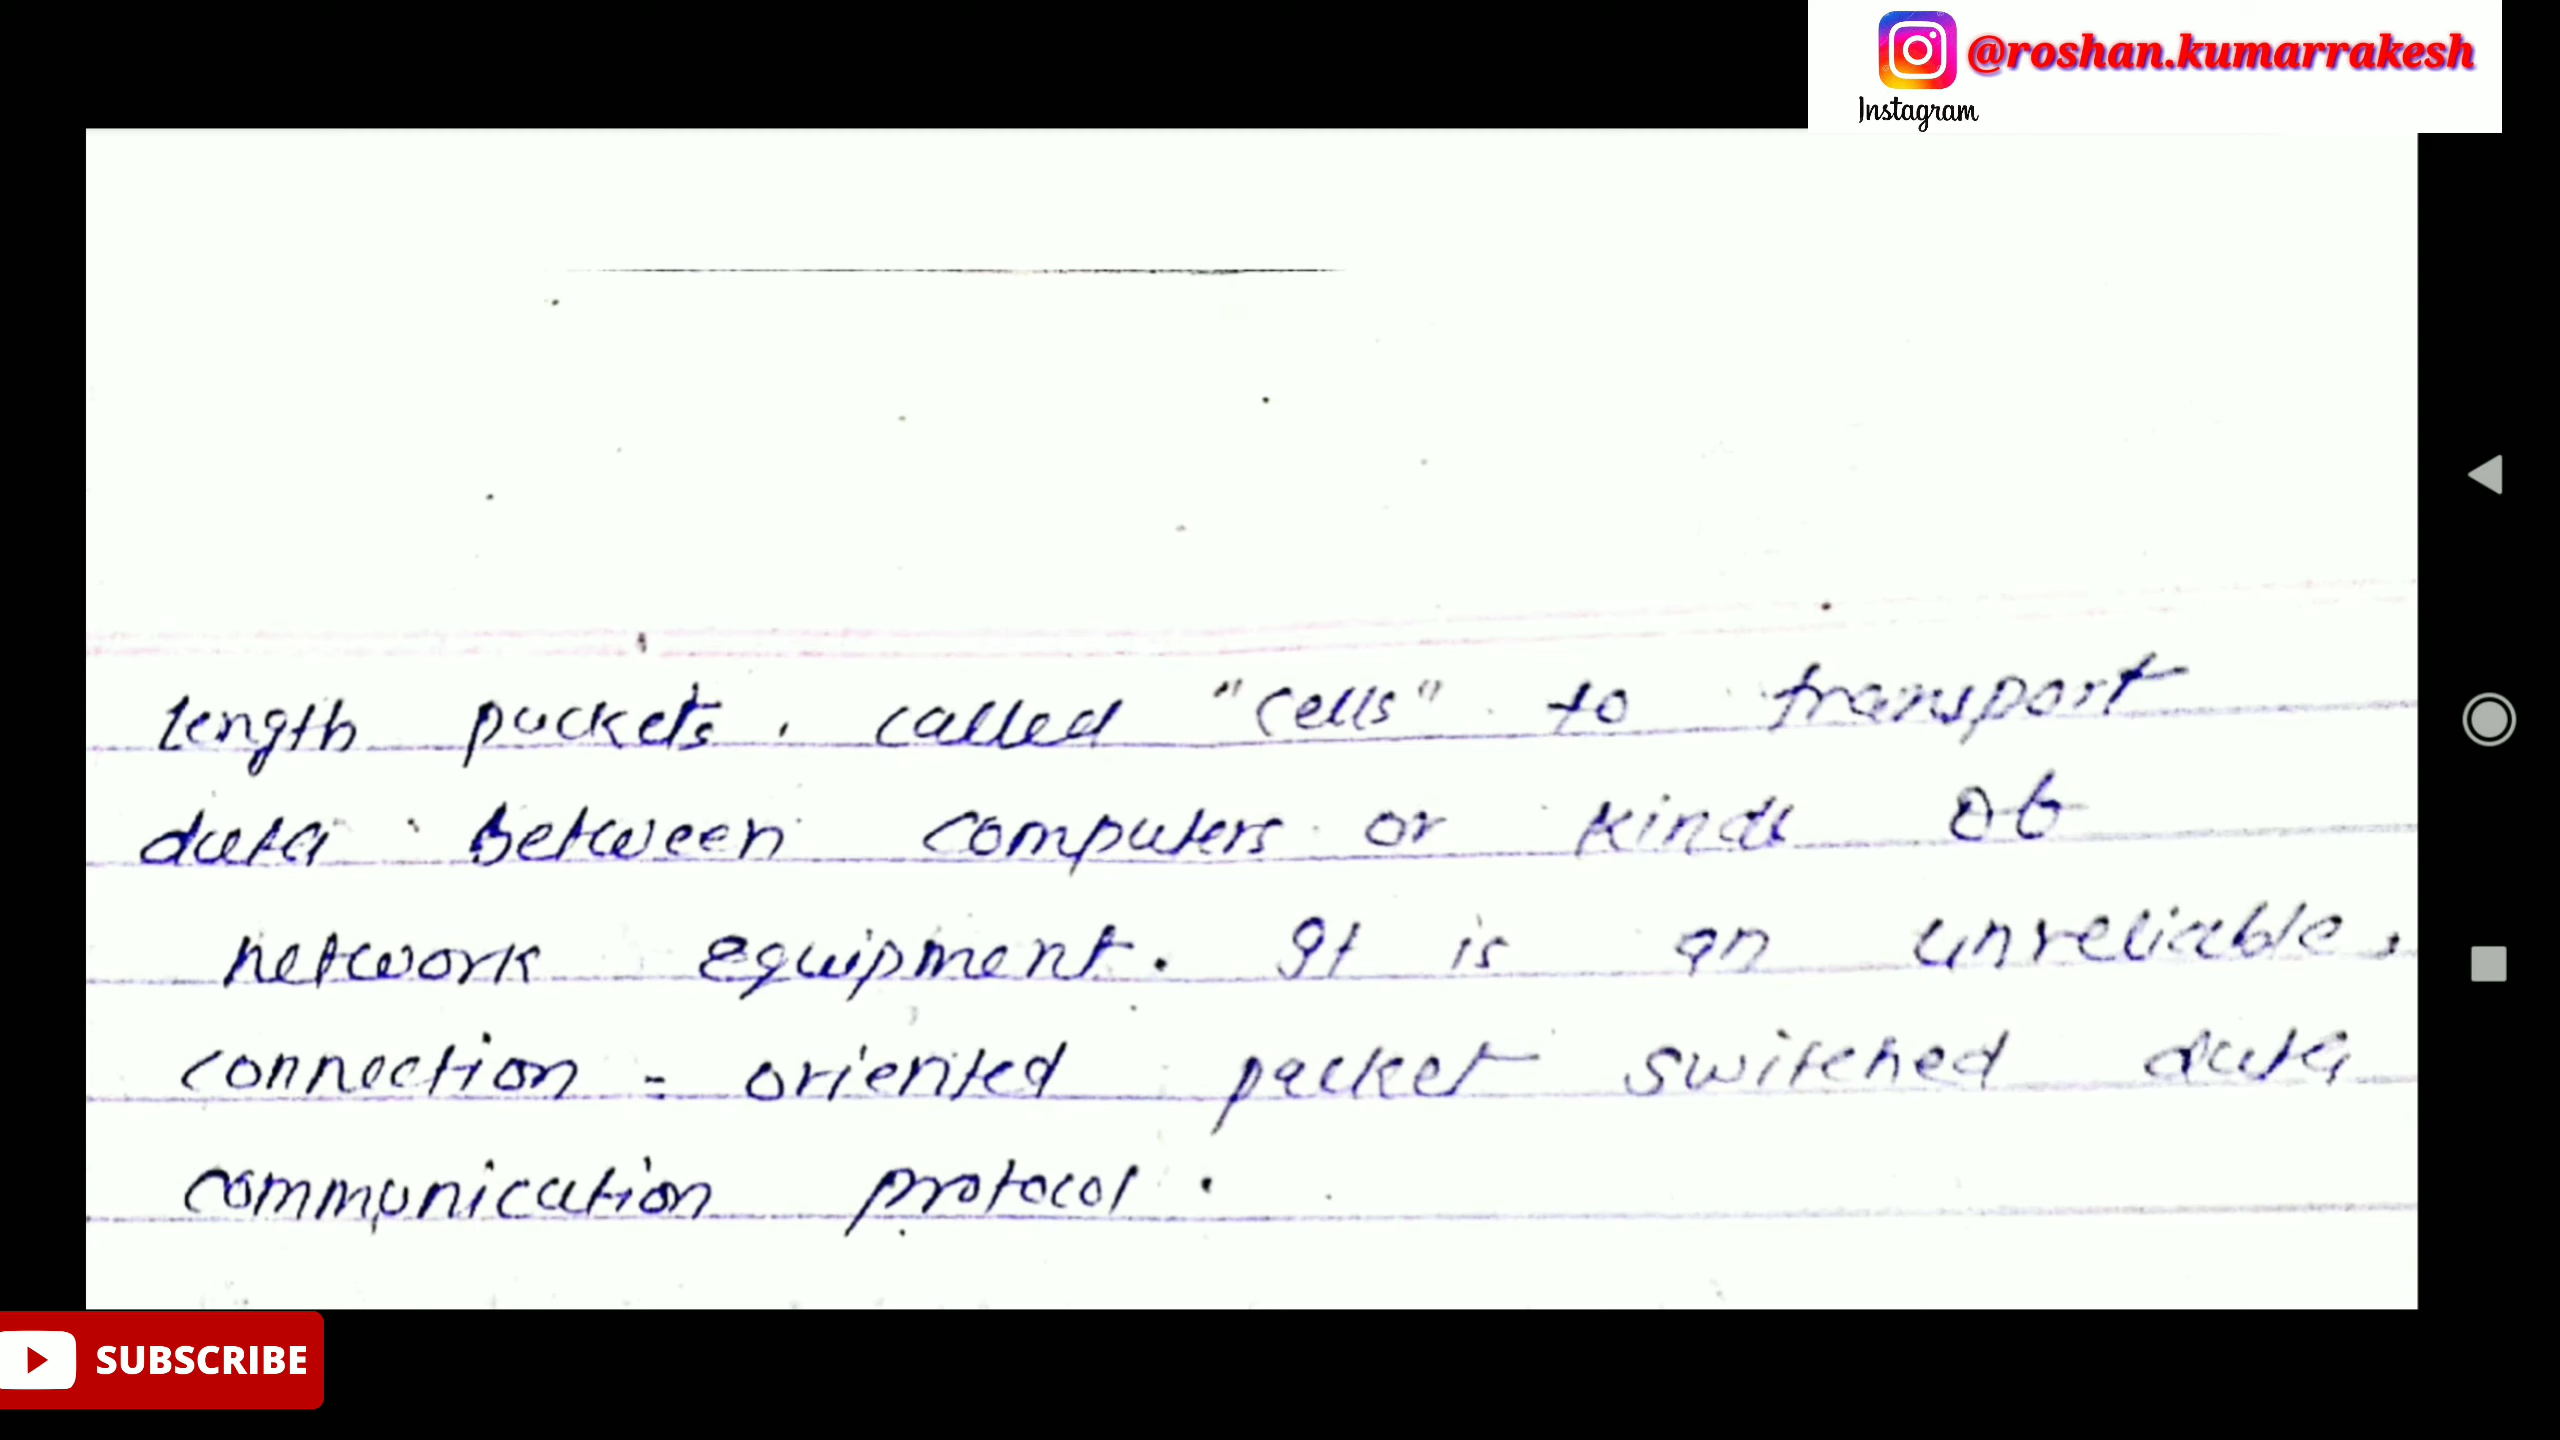 @roshan.kumarrakesh
Instagram
length packets, called "cells" to transport
data between computers or kinds of
network equipment. It is an unreliable,
connection - oriented packet switched data
communication protocol.
SUBSCRIBE